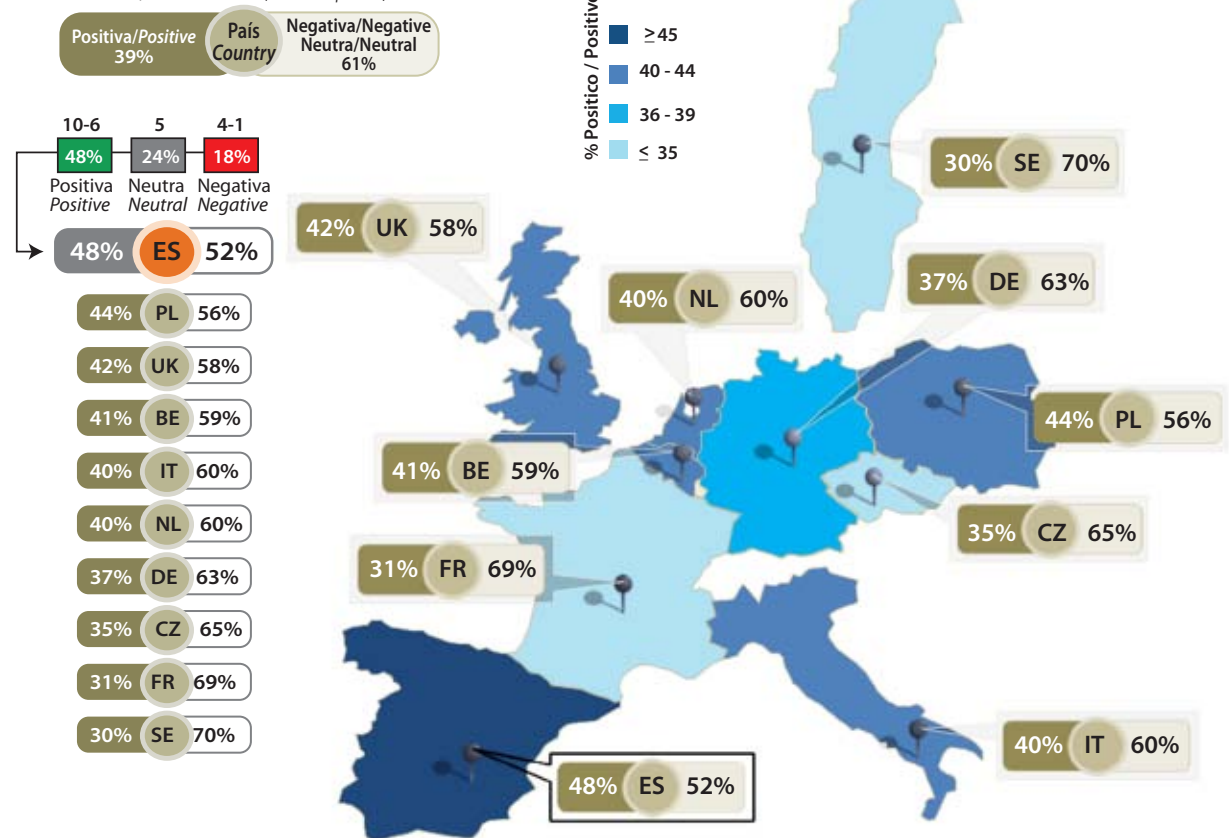 Positiva/Positive
39%
País
Country
Negativa/Negative
Neutra/Neutral
61%
10-6 5 4-1
48% 24% 18%
Positiva Neutra Negativa
Positive Neutral Negative
48% ES 52%
44% PL 56%
42% UK 58%
41% BE 59%
40% IT 60%
40% NL 60%
37% DE 63%
35% CZ 65%
31% FR 69%
30% SE 70%
% Positico / Positive
≥ 45
40 - 44
36 - 39
≤ 35
30% SE 70%
42% UK 58%
37% DE 63%
40% NL 60%
44% PL 56%
41% BE 59%
35% CZ 65%
31% FR 69%
40% IT 60%
48% ES 52%